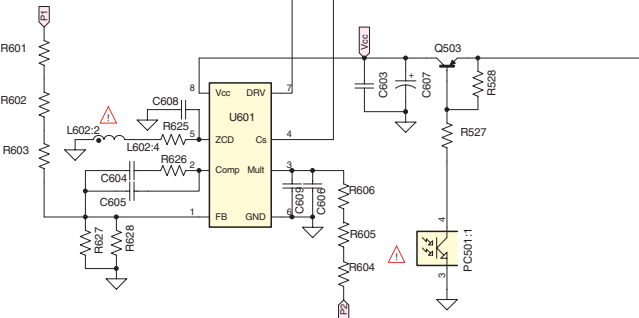 P1
R601
R602
R603
Vcc
Q503
R528
R527
C603
+
C607
8
Vcc
DRV
7
C608
U601
L602:2
L602:4
R625
5
ZCD
Cs
4
R626
2
Comp
Mult
3
C604
C605
C609
C606
R606
1
FB
GND
6
R627
R628
R605
R604
P2
4
PC501:1
3
!
!